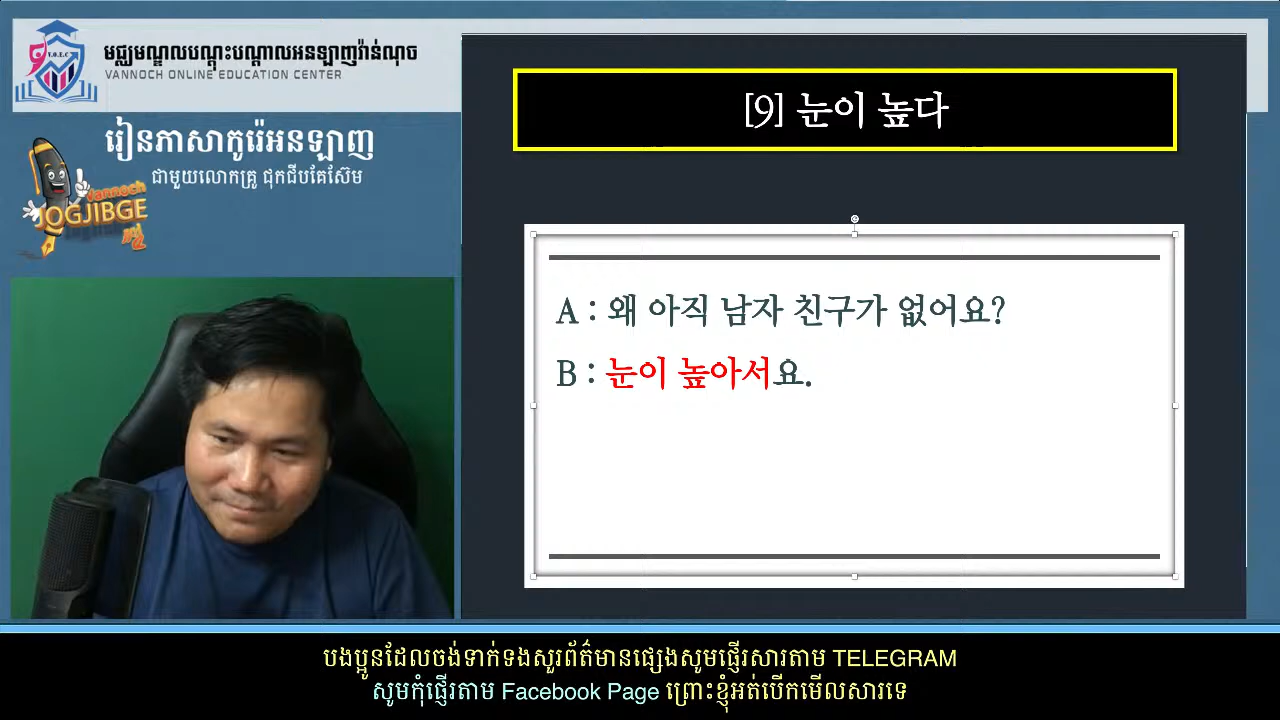 មជ្ឈមណ្ឌលបណ្តុះបណ្តាលអនឡាញវ៉ាន់ណុច
VANNOCH ONLINE EDUCATION CENTER
V.O.E.C
រៀនភាសាកូរ៉េអនឡាញ
ជាមួយលោកគ្រូ ជុកជីបគែស៊ែម
Vannoch
JOGJIBGE
[9] 눈이 높다
A : 왜 아직 남자 친구가 없어요?
B : 눈이 높아서요.
បងប្អូនដែលចង់ទាក់ទងសួរព័ត៌មានផ្សេងសូមផ្ញើរសារតាម TELEGRAM
សូមកុំផ្ញើរតាម Facebook Page ព្រោះខ្ញុំអត់បើកមើលសារទេ